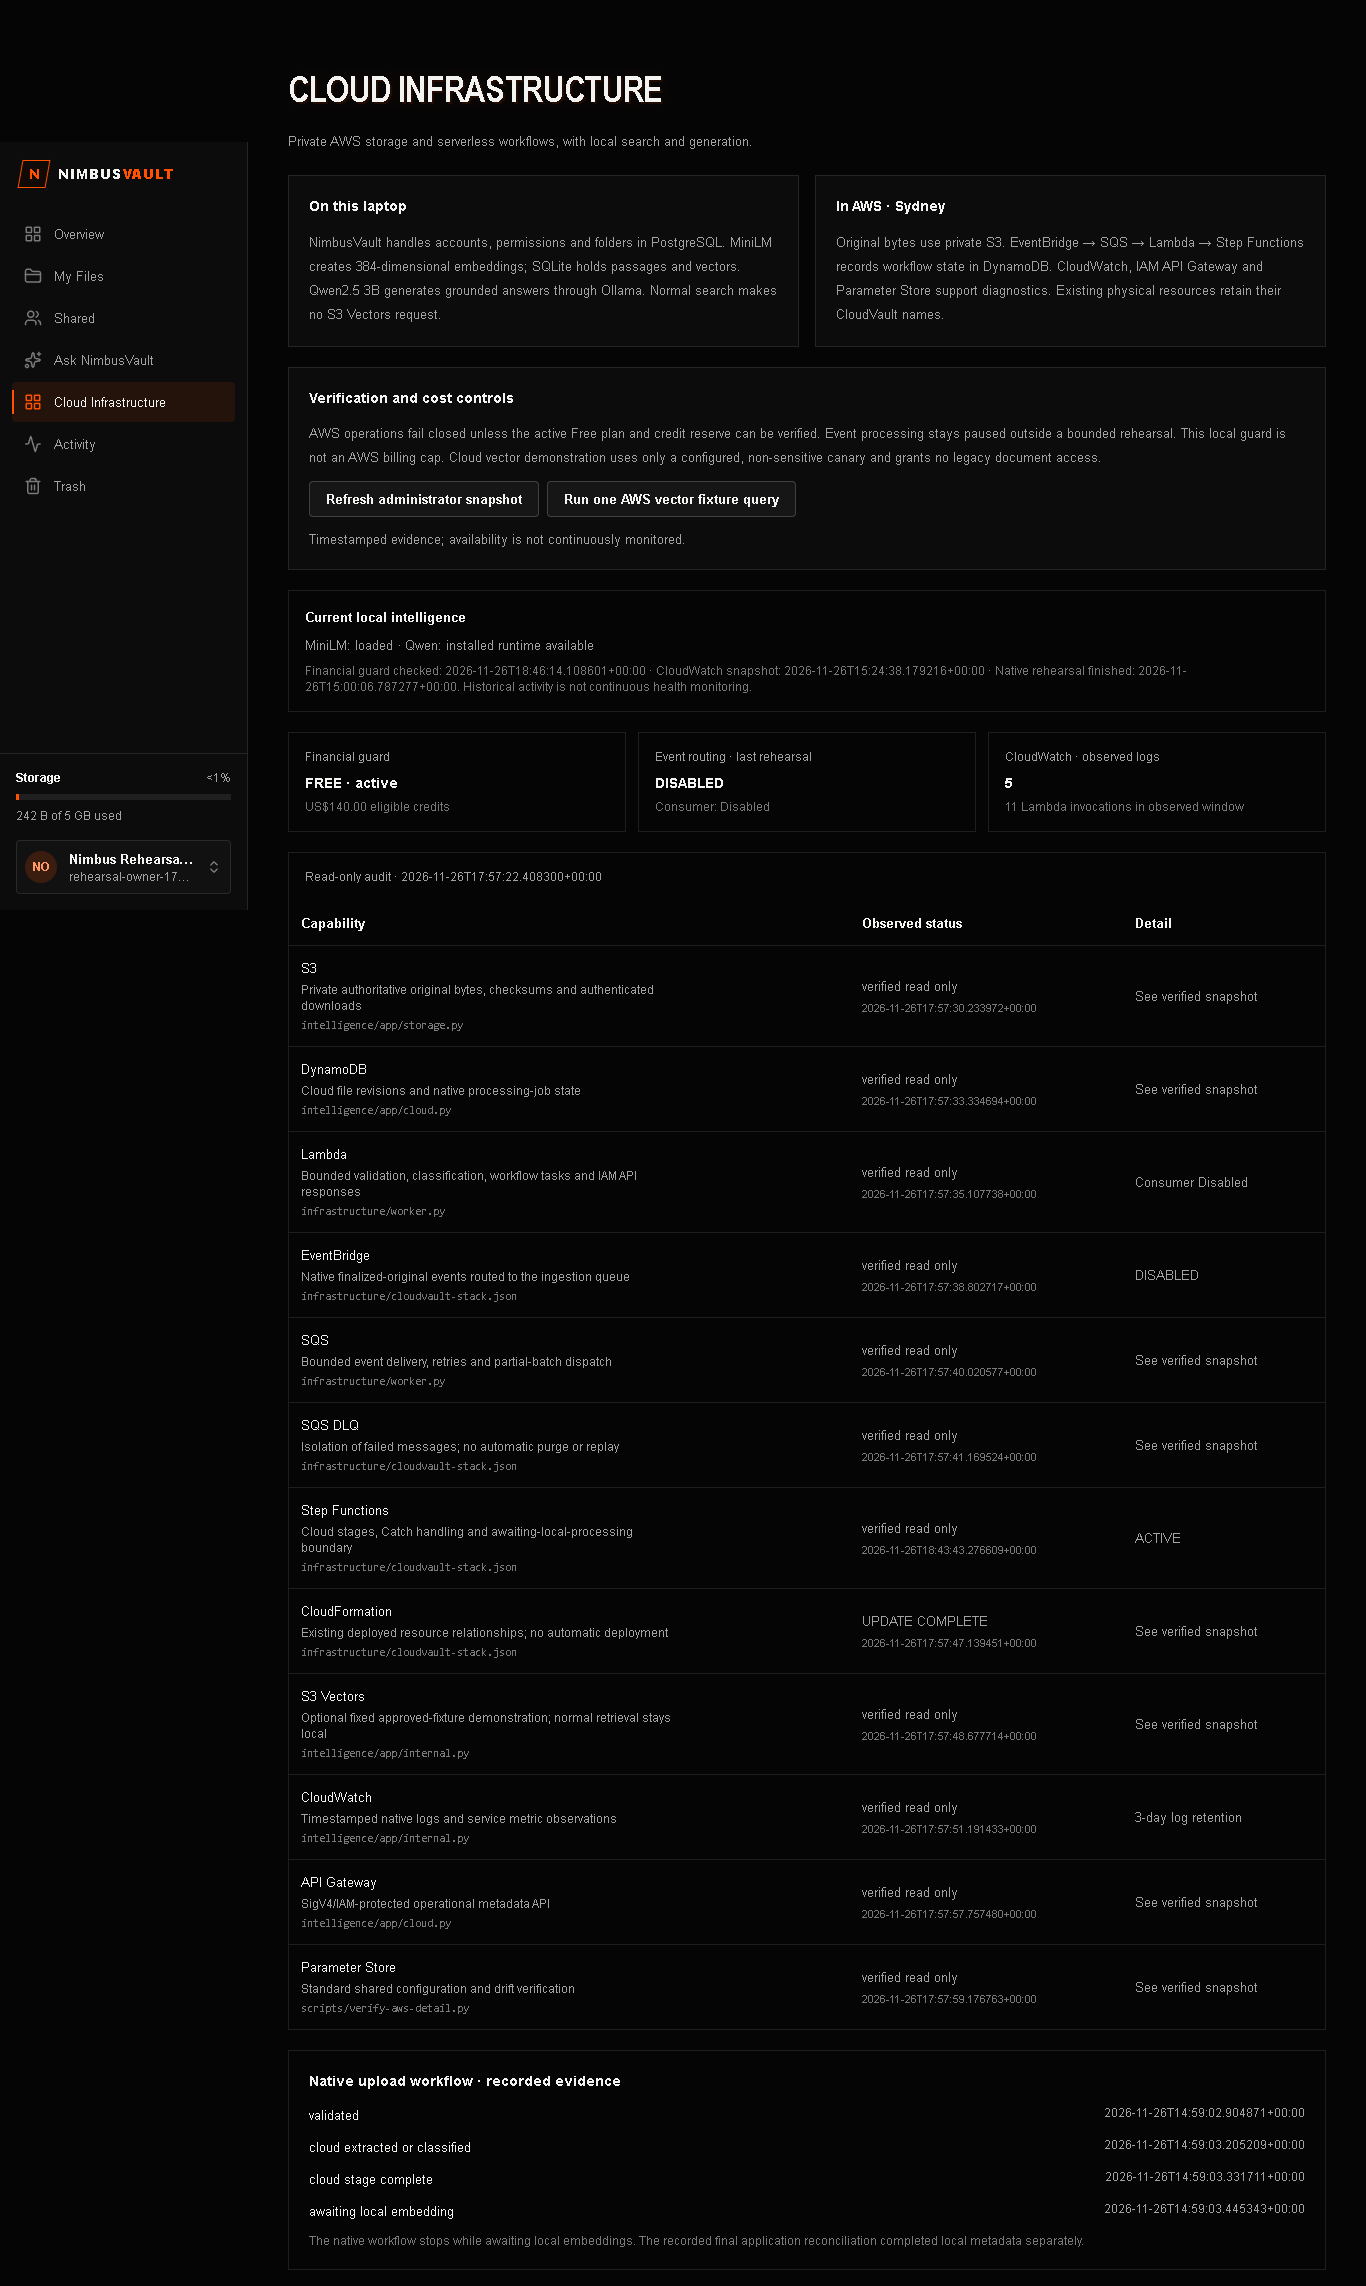 CLOUD INFRASTRUCTURE
Private AWS storage and serverless workflows, with local search and generation.
N NIMBUSVAULT
Overview
My Files
Shared
Ask NimbusVault
Cloud Infrastructure
Activity
Trash
Storage <1%
242 B of 5 GB used
NO Nimbus Rehearsa...
rehearsal-owner-17...
On this laptop
NimbusVault handles accounts, permissions and folders in PostgreSQL. MiniLM
creates 384-dimensional embeddings; SQLite holds passages and vectors.
Qwen2.5 3B generates grounded answers through Ollama. Normal search makes
no S3 Vectors request.
In AWS · Sydney
Original bytes use private S3. EventBridge → SQS → Lambda → Step Functions
records workflow state in DynamoDB. CloudWatch, IAM API Gateway and
Parameter Store support diagnostics. Existing physical resources retain their
CloudVault names.
Verification and cost controls
AWS operations fail closed unless the active Free plan and credit reserve can be verified. Event processing stays paused outside a bounded rehearsal. This local guard is
not an AWS billing cap. Cloud vector demonstration uses only a configured, non-sensitive canary and grants no legacy document access.
Refresh administrator snapshot Run one AWS vector fixture query
Timestamped evidence; availability is not continuously monitored.
Current local intelligence
MiniLM: loaded · Qwen: installed runtime available
Financial guard checked: 2026-11-26T18:46:14.108601+00:00 · CloudWatch snapshot: 2026-11-26T15:24:38.179216+00:00 · Native rehearsal finished: 2026-11-
26T15:00:06.787277+00:00. Historical activity is not continuous health monitoring.
Financial guard
FREE · active
US$140.00 eligible credits
Event routing · last rehearsal
DISABLED
Consumer: Disabled
CloudWatch · observed logs
5
11 Lambda invocations in observed window
Read-only audit · 2026-11-26T17:57:22.408300+00:00
Capability Observed status Detail
S3
Private authoritative original bytes, checksums and authenticated
downloads
intelligence/app/storage.py
verified read only
2026-11-26T17:57:30.233972+00:00
See verified snapshot
DynamoDB
Cloud file revisions and native processing-job state
intelligence/app/cloud.py
verified read only
2026-11-26T17:57:33.334694+00:00
See verified snapshot
Lambda
Bounded validation, classification, workflow tasks and IAM API
responses
infrastructure/worker.py
verified read only
2026-11-26T17:57:35.107738+00:00
Consumer Disabled
EventBridge
Native finalized-original events routed to the ingestion queue
infrastructure/cloudvault-stack.json
verified read only
2026-11-26T17:57:38.802717+00:00
DISABLED
SQS
Bounded event delivery, retries and partial-batch dispatch
infrastructure/worker.py
verified read only
2026-11-26T17:57:40.020577+00:00
See verified snapshot
SQS DLQ
Isolation of failed messages; no automatic purge or replay
infrastructure/cloudvault-stack.json
verified read only
2026-11-26T17:57:41.169524+00:00
See verified snapshot
Step Functions
Cloud stages, Catch handling and awaiting-local-processing
boundary
infrastructure/cloudvault-stack.json
verified read only
2026-11-26T18:43:43.276609+00:00
ACTIVE
CloudFormation
Existing deployed resource relationships; no automatic deployment
infrastructure/cloudvault-stack.json
UPDATE COMPLETE
2026-11-26T17:57:47.139451+00:00
See verified snapshot
S3 Vectors
Optional fixed approved-fixture demonstration; normal retrieval stays
local
intelligence/app/internal.py
verified read only
2026-11-26T17:57:48.677714+00:00
See verified snapshot
CloudWatch
Timestamped native logs and service metric observations
intelligence/app/internal.py
verified read only
2026-11-26T17:57:51.191433+00:00
3-day log retention
API Gateway
SigV4/IAM-protected operational metadata API
intelligence/app/cloud.py
verified read only
2026-11-26T17:57:57.757480+00:00
See verified snapshot
Parameter Store
Standard shared configuration and drift verification
scripts/verify-aws-detail.py
verified read only
2026-11-26T17:57:59.176763+00:00
See verified snapshot
Native upload workflow · recorded evidence
validated 2026-11-26T14:59:02.904871+00:00
cloud extracted or classified 2026-11-26T14:59:03.205209+00:00
cloud stage complete 2026-11-26T14:59:03.331711+00:00
awaiting local embedding 2026-11-26T14:59:03.445343+00:00
The native workflow stops while awaiting local embeddings. The recorded final application reconciliation completed local metadata separately.